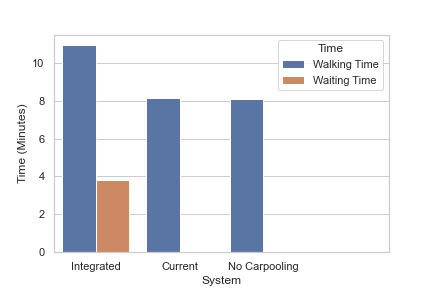 Time
Walking Time
Waiting Time
Time (Minutes)
10
8
6
4
2
0
Integrated Current No Carpooling
System